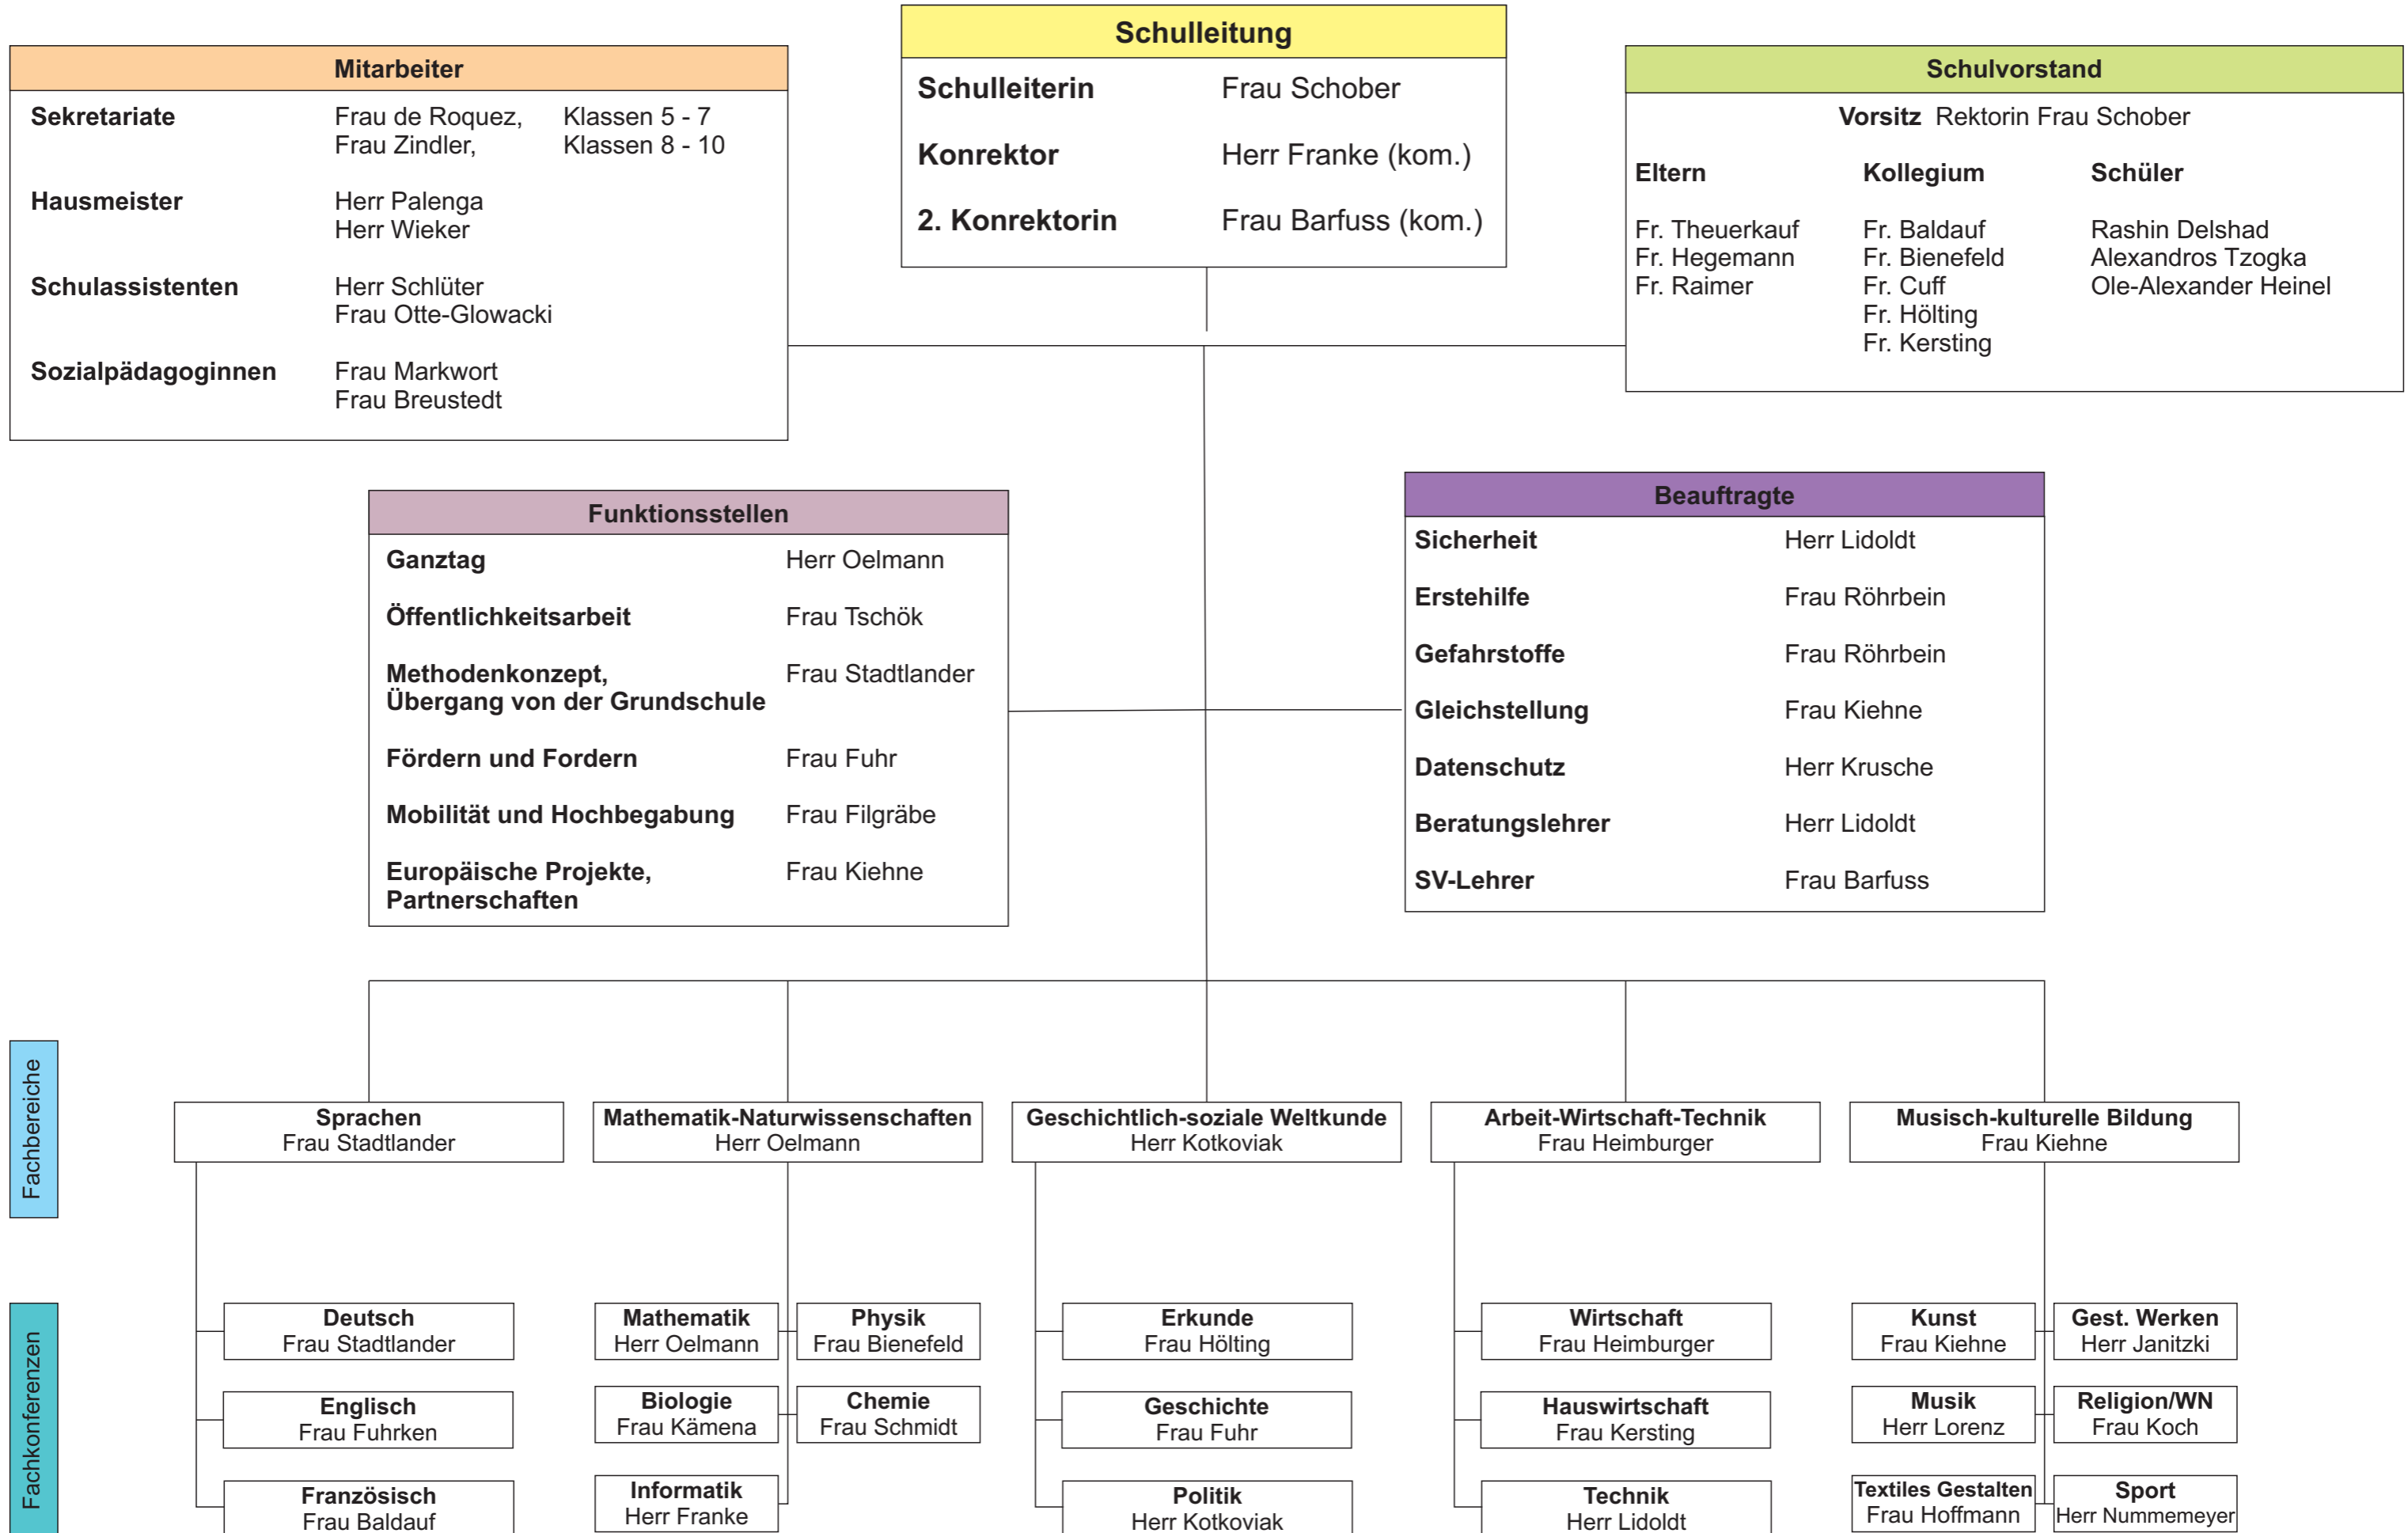 Schulleitung
Schulleiterin Frau Schober
Konrektor Herr Franke (kom.)
2. Konrektorin Frau Barfuss (kom.)
Mitarbeiter
Sekretariate Frau de Roquez, Klassen 5 - 7
Frau Zindler, Klassen 8 - 10
Hausmeister Herr Palenga
Herr Wieker
Schulassistenten Herr Schlüter
Frau Otte-Glowacki
Sozialpädagoginnen Frau Markwort
Frau Breustedt
Schulvorstand
Vorsitz Rektorin Frau Schober
Eltern Kollegium Schüler
Fr. Theuerkauf Fr. Baldauf Rashin Delshad
Fr. Hegemann Fr. Bienefeld Alexandros Tzogka
Fr. Raimer Fr. Cuff Ole-Alexander Heinel
Fr. Hölting
Fr. Kersting
Funktionsstellen
Ganztag Herr Oelmann
Öffentlichkeitsarbeit Frau Tschök
Methodenkonzept, Frau Stadtlander
Übergang von der Grundschule
Fördern und Fordern Frau Fuhr
Mobilität und Hochbegabung Frau Filgräbe
Europäische Projekte, Frau Kiehne
Partnerschaften
Beauftragte
Sicherheit Herr Lidoldt
Erstehilfe Frau Röhrbein
Gefahrstoffe Frau Röhrbein
Gleichstellung Frau Kiehne
Datenschutz Herr Krusche
Beratungslehrer Herr Lidoldt
SV-Lehrer Frau Barfuss
Fachbereiche
Sprachen
Frau Stadtlander
Mathematik-Naturwissenschaften
Herr Oelmann
Geschichtlich-soziale Weltkunde
Herr Kotkoviak
Arbeit-Wirtschaft-Technik
Frau Heimburger
Musisch-kulturelle Bildung
Frau Kiehne
Fachkonferenzen
Deutsch
Frau Stadtlander
Englisch
Frau Fuhrken
Französisch
Frau Baldauf
Mathematik
Herr Oelmann
Physik
Frau Bienefeld
Biologie
Frau Kämena
Chemie
Frau Schmidt
Informatik
Herr Franke
Erkunde
Frau Hölting
Geschichte
Frau Fuhr
Politik
Herr Kotkoviak
Wirtschaft
Frau Heimburger
Hauswirtschaft
Frau Kersting
Technik
Herr Lidoldt
Kunst
Frau Kiehne
Gest. Werken
Herr Janitzki
Musik
Herr Lorenz
Religion/WN
Frau Koch
Textiles Gestalten
Frau Hoffmann
Sport
Herr Nummemeyer